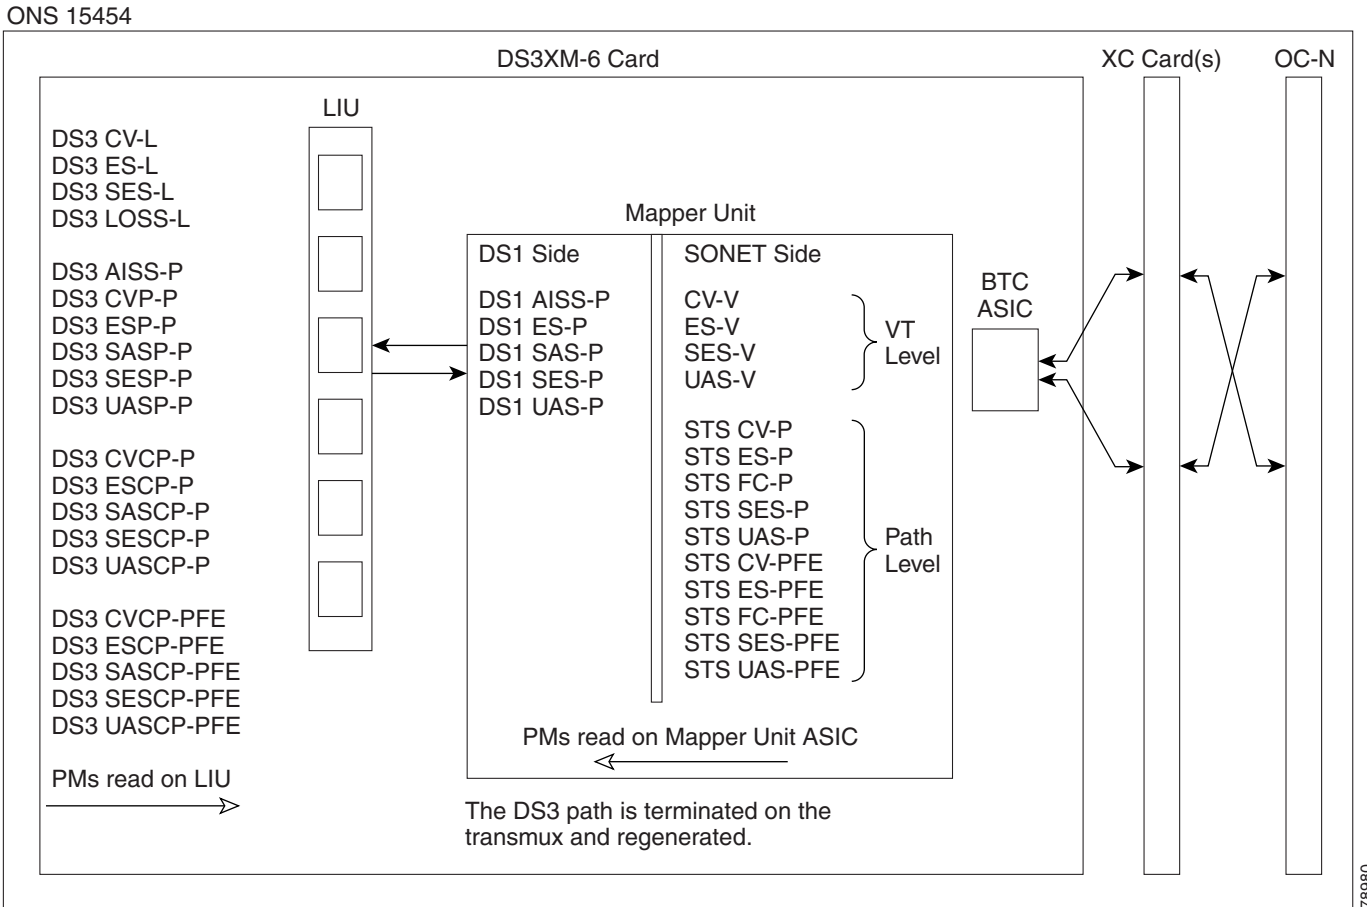 ONS 15454
DS3XM-6 Card
XC Card(s)
OC-N
LIU
DS3 CV-L
DS3 ES-L
DS3 SES-L
DS3 LOSS-L
DS3 AISS-P
DS3 CVP-P
DS3 ESP-P
DS3 SASP-P
DS3 SESP-P
DS3 UASP-P
DS3 CVCP-P
DS3 ESCP-P
DS3 SASCP-P
DS3 SESCP-P
DS3 UASCP-P
DS3 CVCP-PFE
DS3 ESCP-PFE
DS3 SASCP-PFE
DS3 SESCP-PFE
DS3 UASCP-PFE
PMs read on LIU
Mapper Unit
DS1 Side
DS1 AISS-P
DS1 ES-P
DS1 SAS-P
DS1 SES-P
DS1 UAS-P
SONET Side
CV-V
ES-V
SES-V
UAS-V
VT
Level
STS CV-P
STS ES-P
STS FC-P
STS SES-P
STS UAS-P
STS CV-PFE
STS ES-PFE
STS FC-PFE
STS SES-PFE
STS UAS-PFE
Path
Level
PMs read on Mapper Unit ASIC
The DS3 path is terminated on the
transmux and regenerated.
BTC
ASIC